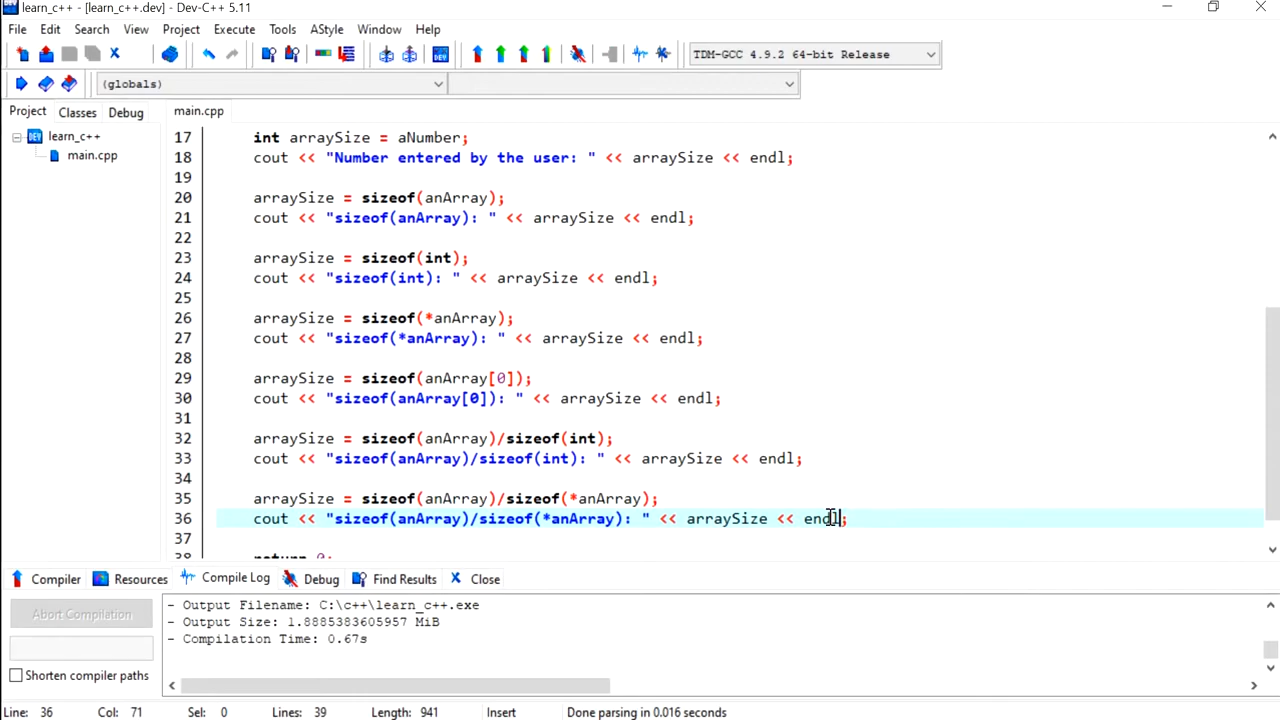 learn_c++ - [learn_c++.dev] - Dev-C++ 5.11
File Edit Search View Project Execute Tools AStyle Window Help
TDM-GCC 4.9.2 64-bit Release
(globals)
Project Classes Debug main.cpp
learn_c++
main.cpp
17 int arraySize = aNumber;
18 cout << "Number entered by the user: " << arraySize << endl;
19
20 arraySize = sizeof(anArray);
21 cout << "sizeof(anArray): " << arraySize << endl;
22
23 arraySize = sizeof(int);
24 cout << "sizeof(int): " << arraySize << endl;
25
26 arraySize = sizeof(*anArray);
27 cout << "sizeof(*anArray): " << arraySize << endl;
28
29 arraySize = sizeof(anArray[0]);
30 cout << "sizeof(anArray[0]): " << arraySize << endl;
31
32 arraySize = sizeof(anArray)/sizeof(int);
33 cout << "sizeof(anArray)/sizeof(int): " << arraySize << endl;
34
35 arraySize = sizeof(anArray)/sizeof(*anArray);
36 cout << "sizeof(anArray)/sizeof(*anArray): " << arraySize << endl;
37
38 return 0;
Compiler Resources Compile Log Debug Find Results Close
Abort Compilation
Shorten compiler paths
- Output Filename: C:\c++\learn_c++.exe
- Output Size: 1.8885383605957 MiB
- Compilation Time: 0.67s
Line: 36 Col: 71 Sel: 0 Lines: 39 Length: 941 Insert Done parsing in 0.016 seconds